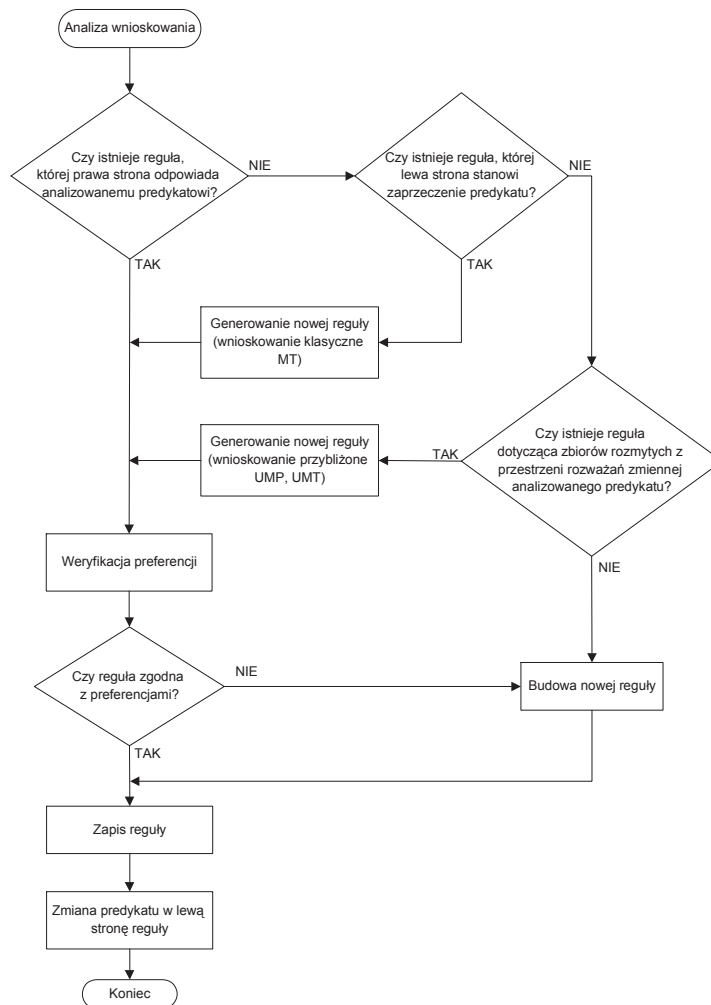 Analiza wnioskowania
Czy istnieje reguła,
której prawa strona odpowiada
analizowanemu predykatowi?
NIE
Czy istnieje reguła, której
lewa strona stanowi
zaprzeczenie predykatu?
NIE
TAK
TAK
Generowanie nowej reguły
(wnioskowanie klasyczne
MT)
Generowanie nowej reguły
(wnioskowanie przybliżone
UMP, UMT)
TAK
Czy istnieje reguła
dotycząca zbiorów rozmytych z
przestrzeni rozważań zmiennej
analizowanego predykatu?
NIE
Weryfikacja preferencji
Czy reguła zgodna
z preferencjami?
NIE
Budowa nowej reguły
TAK
Zapis reguły
Zmiana predykatu w lewą
stronę reguły
Koniec